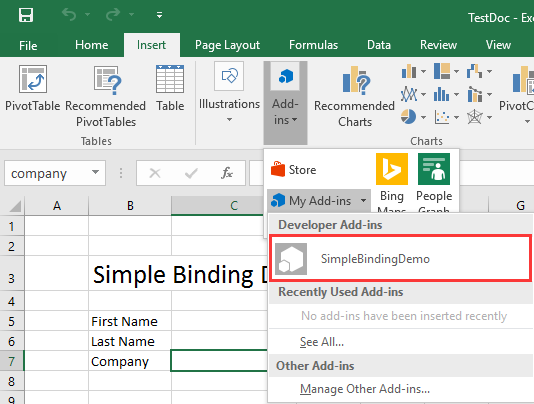 TestDoc - Exc
File Home Insert Page Layout Formulas Data Review View
PivotTable Recommended PivotTables Table Illustrations Add-ins Recommended Charts PivotC
Tables Charts
company fx
Store
My Add-ins Bing Maps People Graph
Developer Add-ins
SimpleBindingDemo
Recently Used Add-ins
No add-ins have been inserted recently
See All...
Other Add-ins
Manage Other Add-ins...
A B C G
1
2
3 Simple Binding D
4
5 First Name
6 Last Name
7 Company
8
9